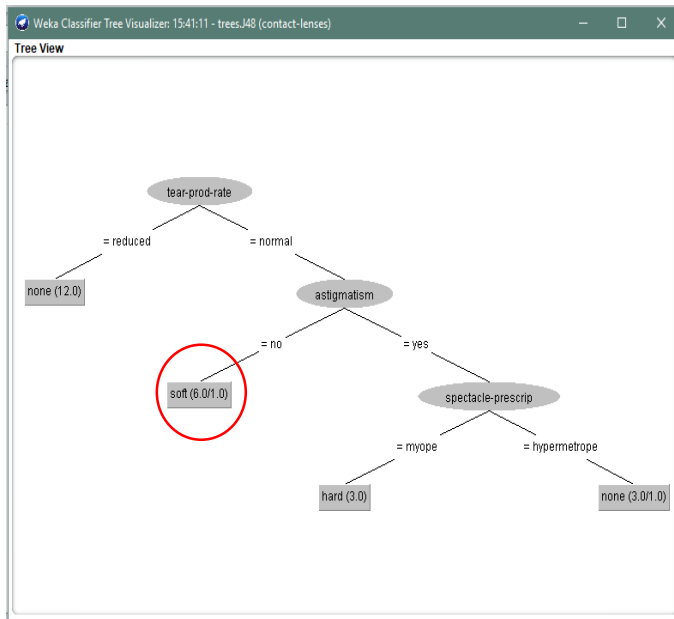 Weka Classifier Tree Visualizer: 15:41:11 - trees.J48 (contact-lenses)
Tree View
tear-prod-rate
= reduced
= normal
none (12.0)
astigmatism
= no
= yes
soft (6.0/1.0)
spectacle-prescrip
= myope
= hypermetrope
hard (3.0)
none (3.0/1.0)